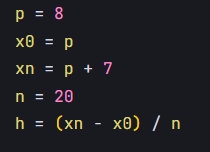 p = 8
x0 = p
xn = p + 7
n = 20
h = (xn - x0) / n